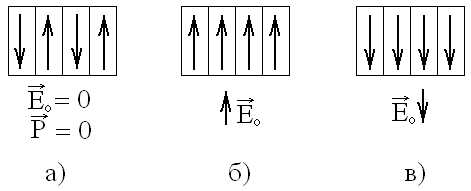 E⃗₀ = 0
P⃗ = 0
E⃗₀
E⃗₀
а) б) в)